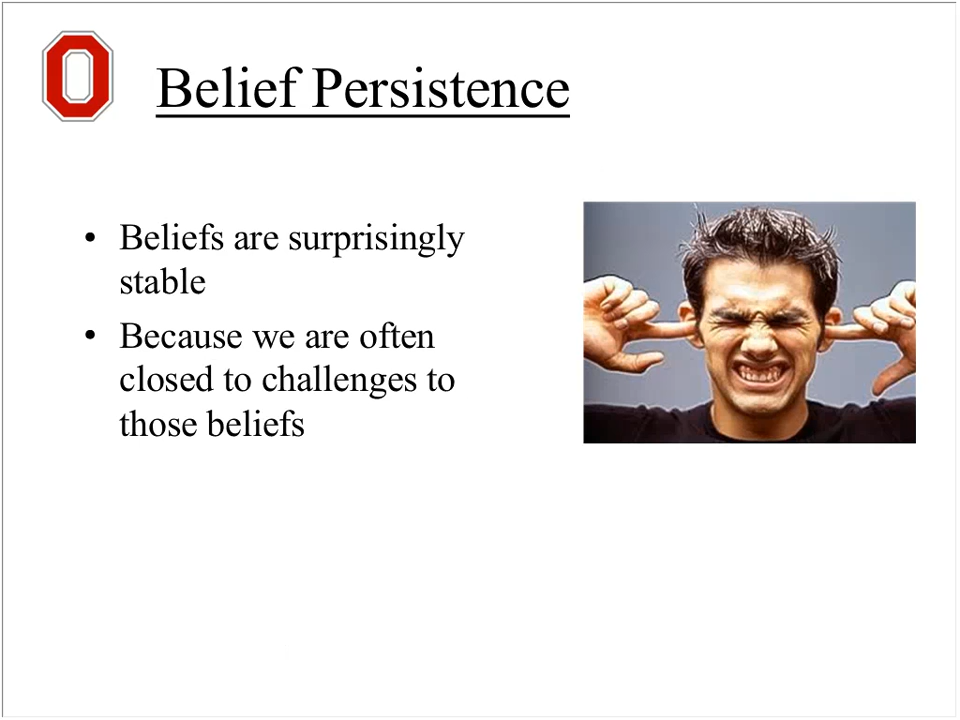 Belief Persistence
• Beliefs are surprisingly
stable
• Because we are often
closed to challenges to
those beliefs